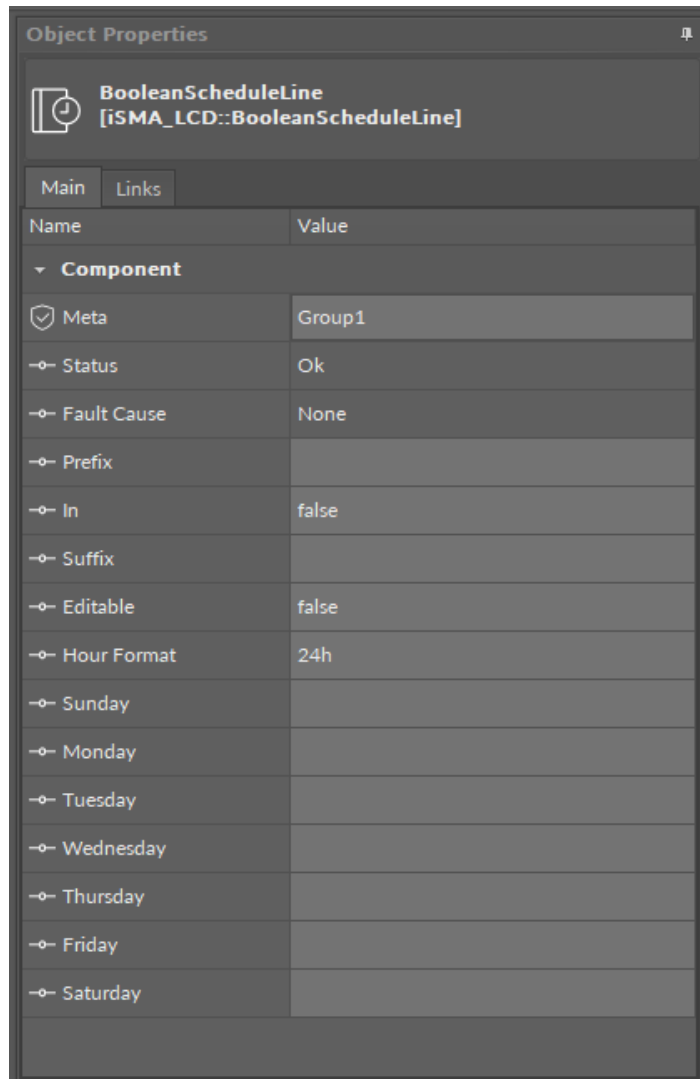 Object Properties
BooleanScheduleLine
[iSMA_LCD::BooleanScheduleLine]
Main Links
Name Value
Component
Meta Group1
Status Ok
Fault Cause None
Prefix
In false
Suffix
Editable false
Hour Format 24h
Sunday
Monday
Tuesday
Wednesday
Thursday
Friday
Saturday